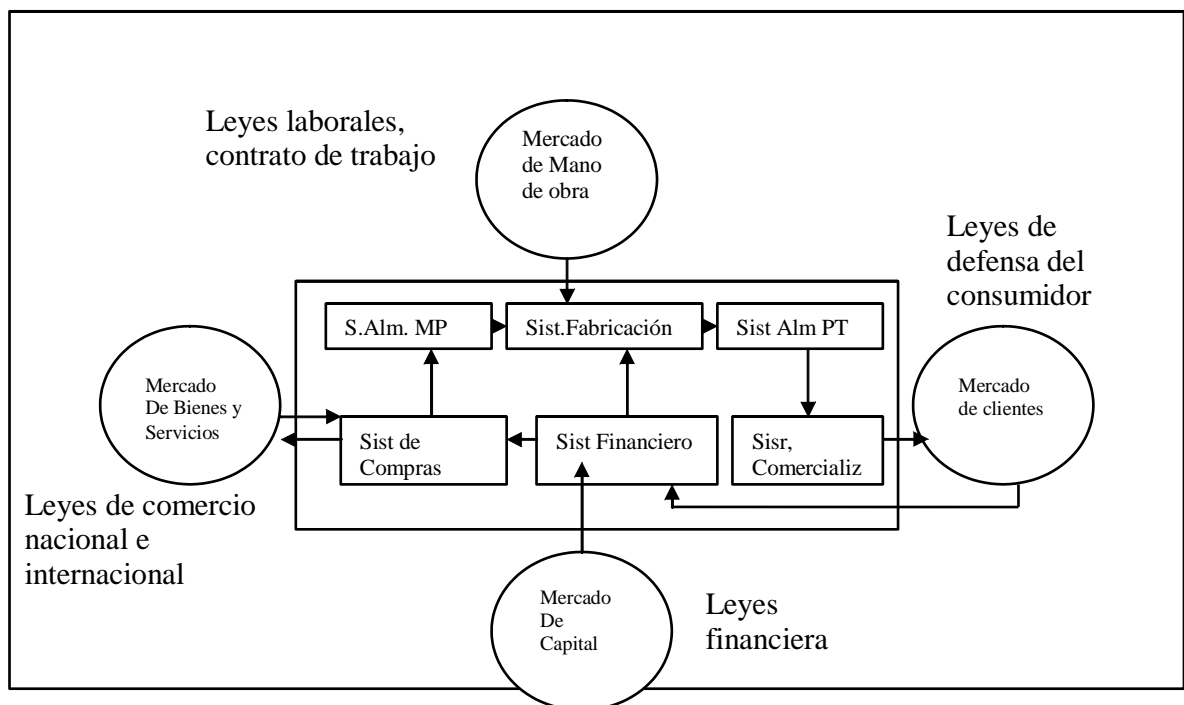 Leyes laborales,
contrato de trabajo
Mercado
de Mano
de obra
Leyes de
defensa del
consumidor
S.Alm. MP
Sist.Fabricación
Sist Alm PT
Mercado
De Bienes y
Servicios
Sist de
Compras
Sist Financiero
Sisr,
Comercializ
Mercado
de clientes
Leyes de comercio
nacional e
internacional
Mercado
De
Capital
Leyes
financiera